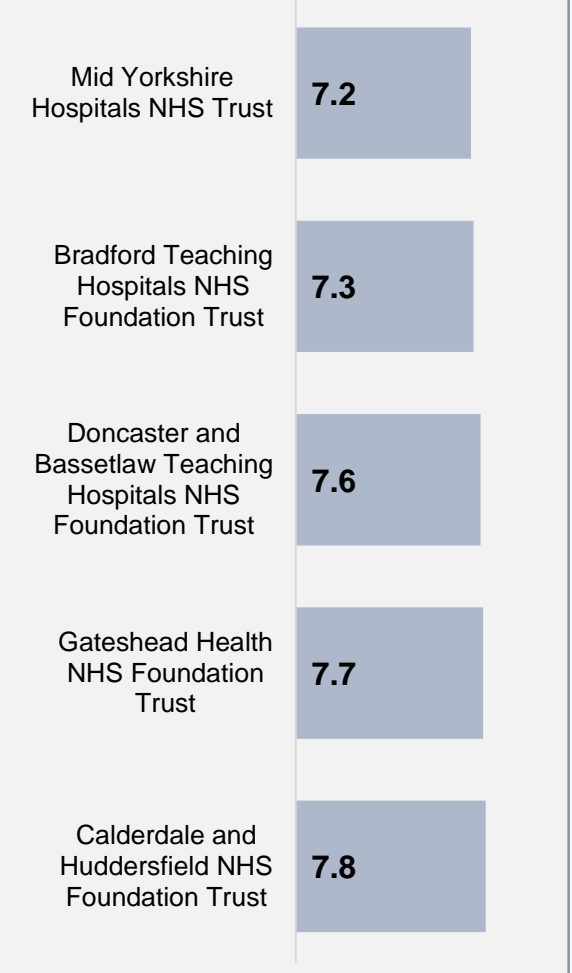 Mid Yorkshire
Hospitals NHS Trust
7.2
Bradford Teaching
Hospitals NHS
Foundation Trust
7.3
Doncaster and
Bassetlaw Teaching
Hospitals NHS
Foundation Trust
7.6
Gateshead Health
NHS Foundation
Trust
7.7
Calderdale and
Huddersfield NHS
Foundation Trust
7.8